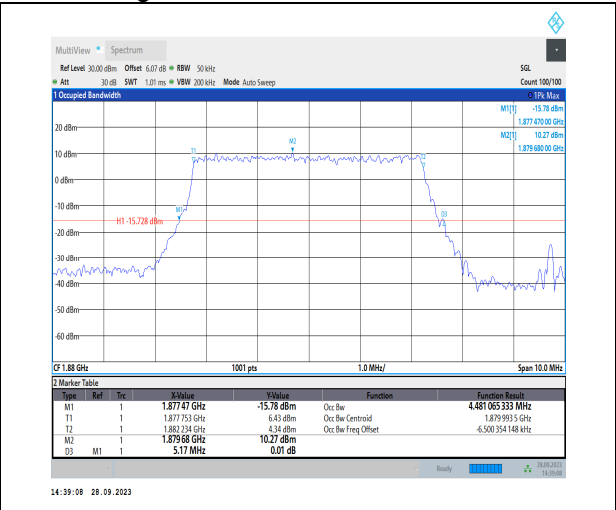 MultiView Spectrum
Ref Level 30.00 dBm Offset 6.07 dB RBW 50 kHz SGL
Att 30 dB SWT 1.01 ms VBW 200 kHz Mode Auto Sweep Count 100/100
1 Occupied Bandwidth 1Pk Max
M1[1] -15.78 dBm
1.877 470 00 GHz
M2[1] 10.27 dBm
1.879 680 00 GHz
20 dBm
M2
T1
T2
10 dBm
0 dBm
-10 dBm
M1
D3
H1 -15.728 dBm
-20 dBm
-30 dBm
-40 dBm
-50 dBm
-60 dBm
CF 1.88 GHz 1001 pts 1.0 MHz/ Span 10.0 MHz
2 Marker Table
Type Ref Trc X-Value Y-Value Function Function Result
M1 1 1.877 47 GHz -15.78 dBm Occ Bw 4.481 065 333 MHz
T1 1 1.877 753 GHz 6.43 dBm Occ Bw Centroid 1.879 993 5 GHz
T2 1 1.882 234 GHz 4.34 dBm Occ Bw Freq Offset -6.500 354 148 kHz
M2 1 1.879 68 GHz 10.27 dBm
D3 M1 1 5.17 MHz 0.01 dB
Ready 28.09.2023
14:39:08
14:39:08 28.09.2023